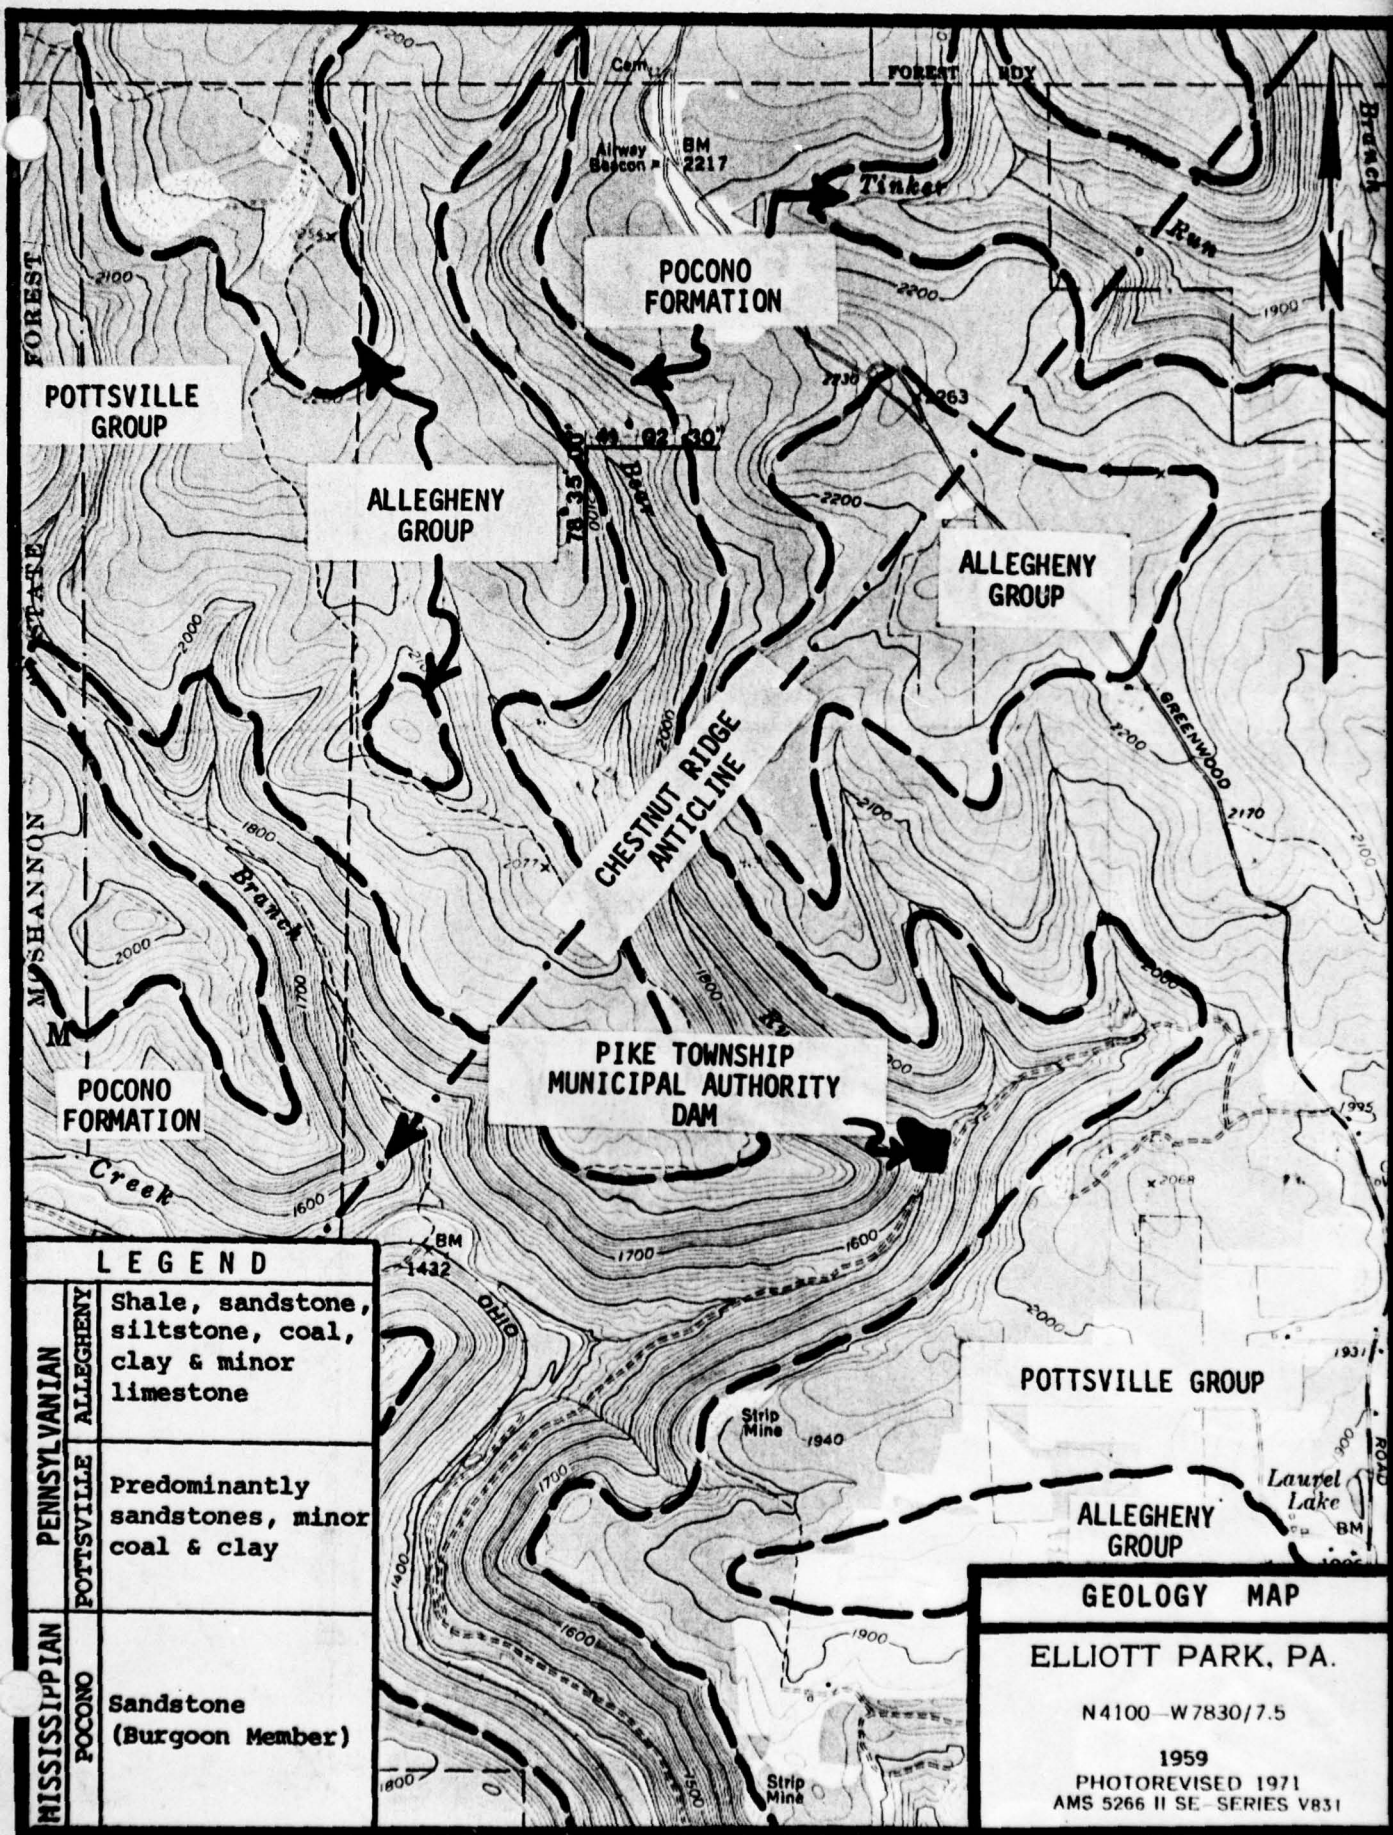 2200
Cem
FOREST BDY
Branch
Airway
Beacon
BM
2217
Tinker
Run
2100
FOREST
POCONO
FORMATION
2200
1900
2263
POTTSVILLE
GROUP
41° 02' 30"
78° 35' 00"
Bear
ALLEGHENY
GROUP
2200
N
ALLEGHENY
GROUP
STATE
2000
GREENWOOD
2200
2000
CHESTNUT RIDGE
ANTICLINE
2100
2170
2100
MOSHANNON
1800
Branch
2077
2000
1700
1800
2000
M
PIKE TOWNSHIP
MUNICIPAL AUTHORITY
DAM
POCONO
FORMATION
1995
Creek
1600
2068
BM
1432
1700
1600
OHIO
2000
1931
POTTSVILLE GROUP
Strip
Mine
1940
ROAD
1700
Laurel
Lake
BM
ALLEGHENY
GROUP
1400
1600
1900
1800
1500
Strip
Mine
LEGEND
PENNSYLVANIAN
ALLEGHENY
Shale, sandstone,
siltstone, coal,
clay & minor
limestone
POTTSVILLE
Predominantly
sandstones, minor
coal & clay
MISSISSIPPIAN
POCONO
Sandstone
(Burgoon Member)
GEOLOGY MAP
ELLIOTT PARK, PA.
N4100-W7830/7.5
1959
PHOTOREVISED 1971
AMS 5266 II SE-SERIES V831